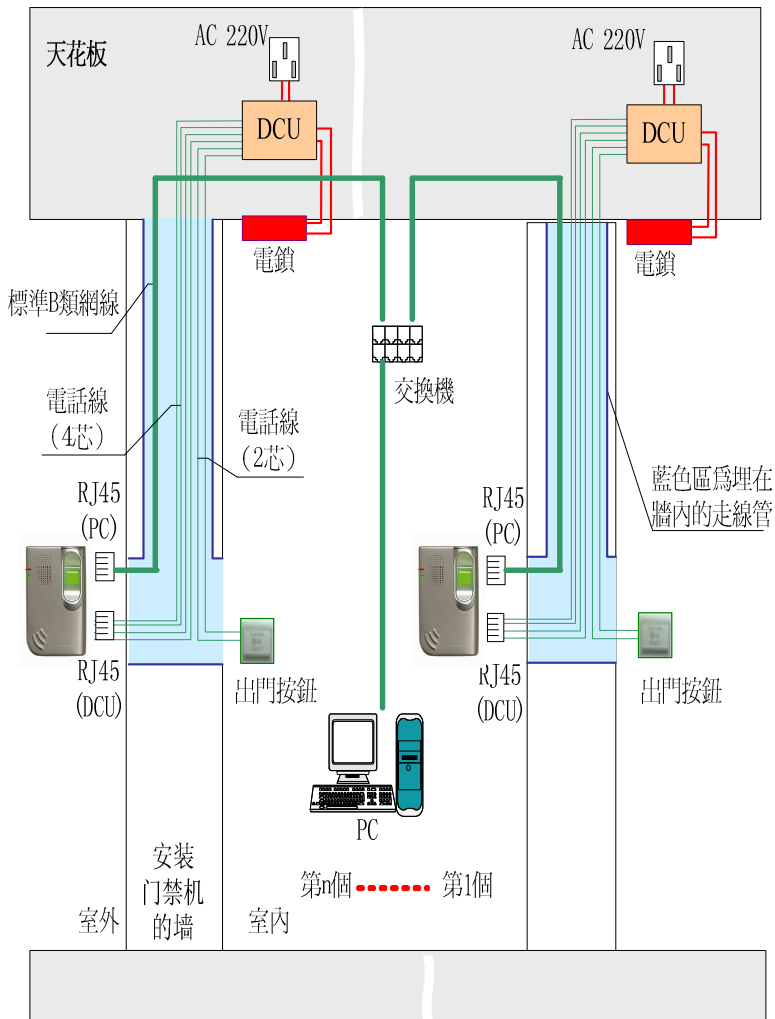 天花板
AC 220V
DCU
AC 220V
DCU
電鎖
電鎖
標準B類網線
交換機
電話線
（4芯）
電話線
（2芯）
藍色區爲埋在
牆內的走線管
RJ45
(PC)
RJ45
(PC)
RJ45
(DCU)
出門按鈕
RJ45
(DCU)
出門按鈕
PC
安装
门禁机
的墙
第n個
第1個
室外
室內